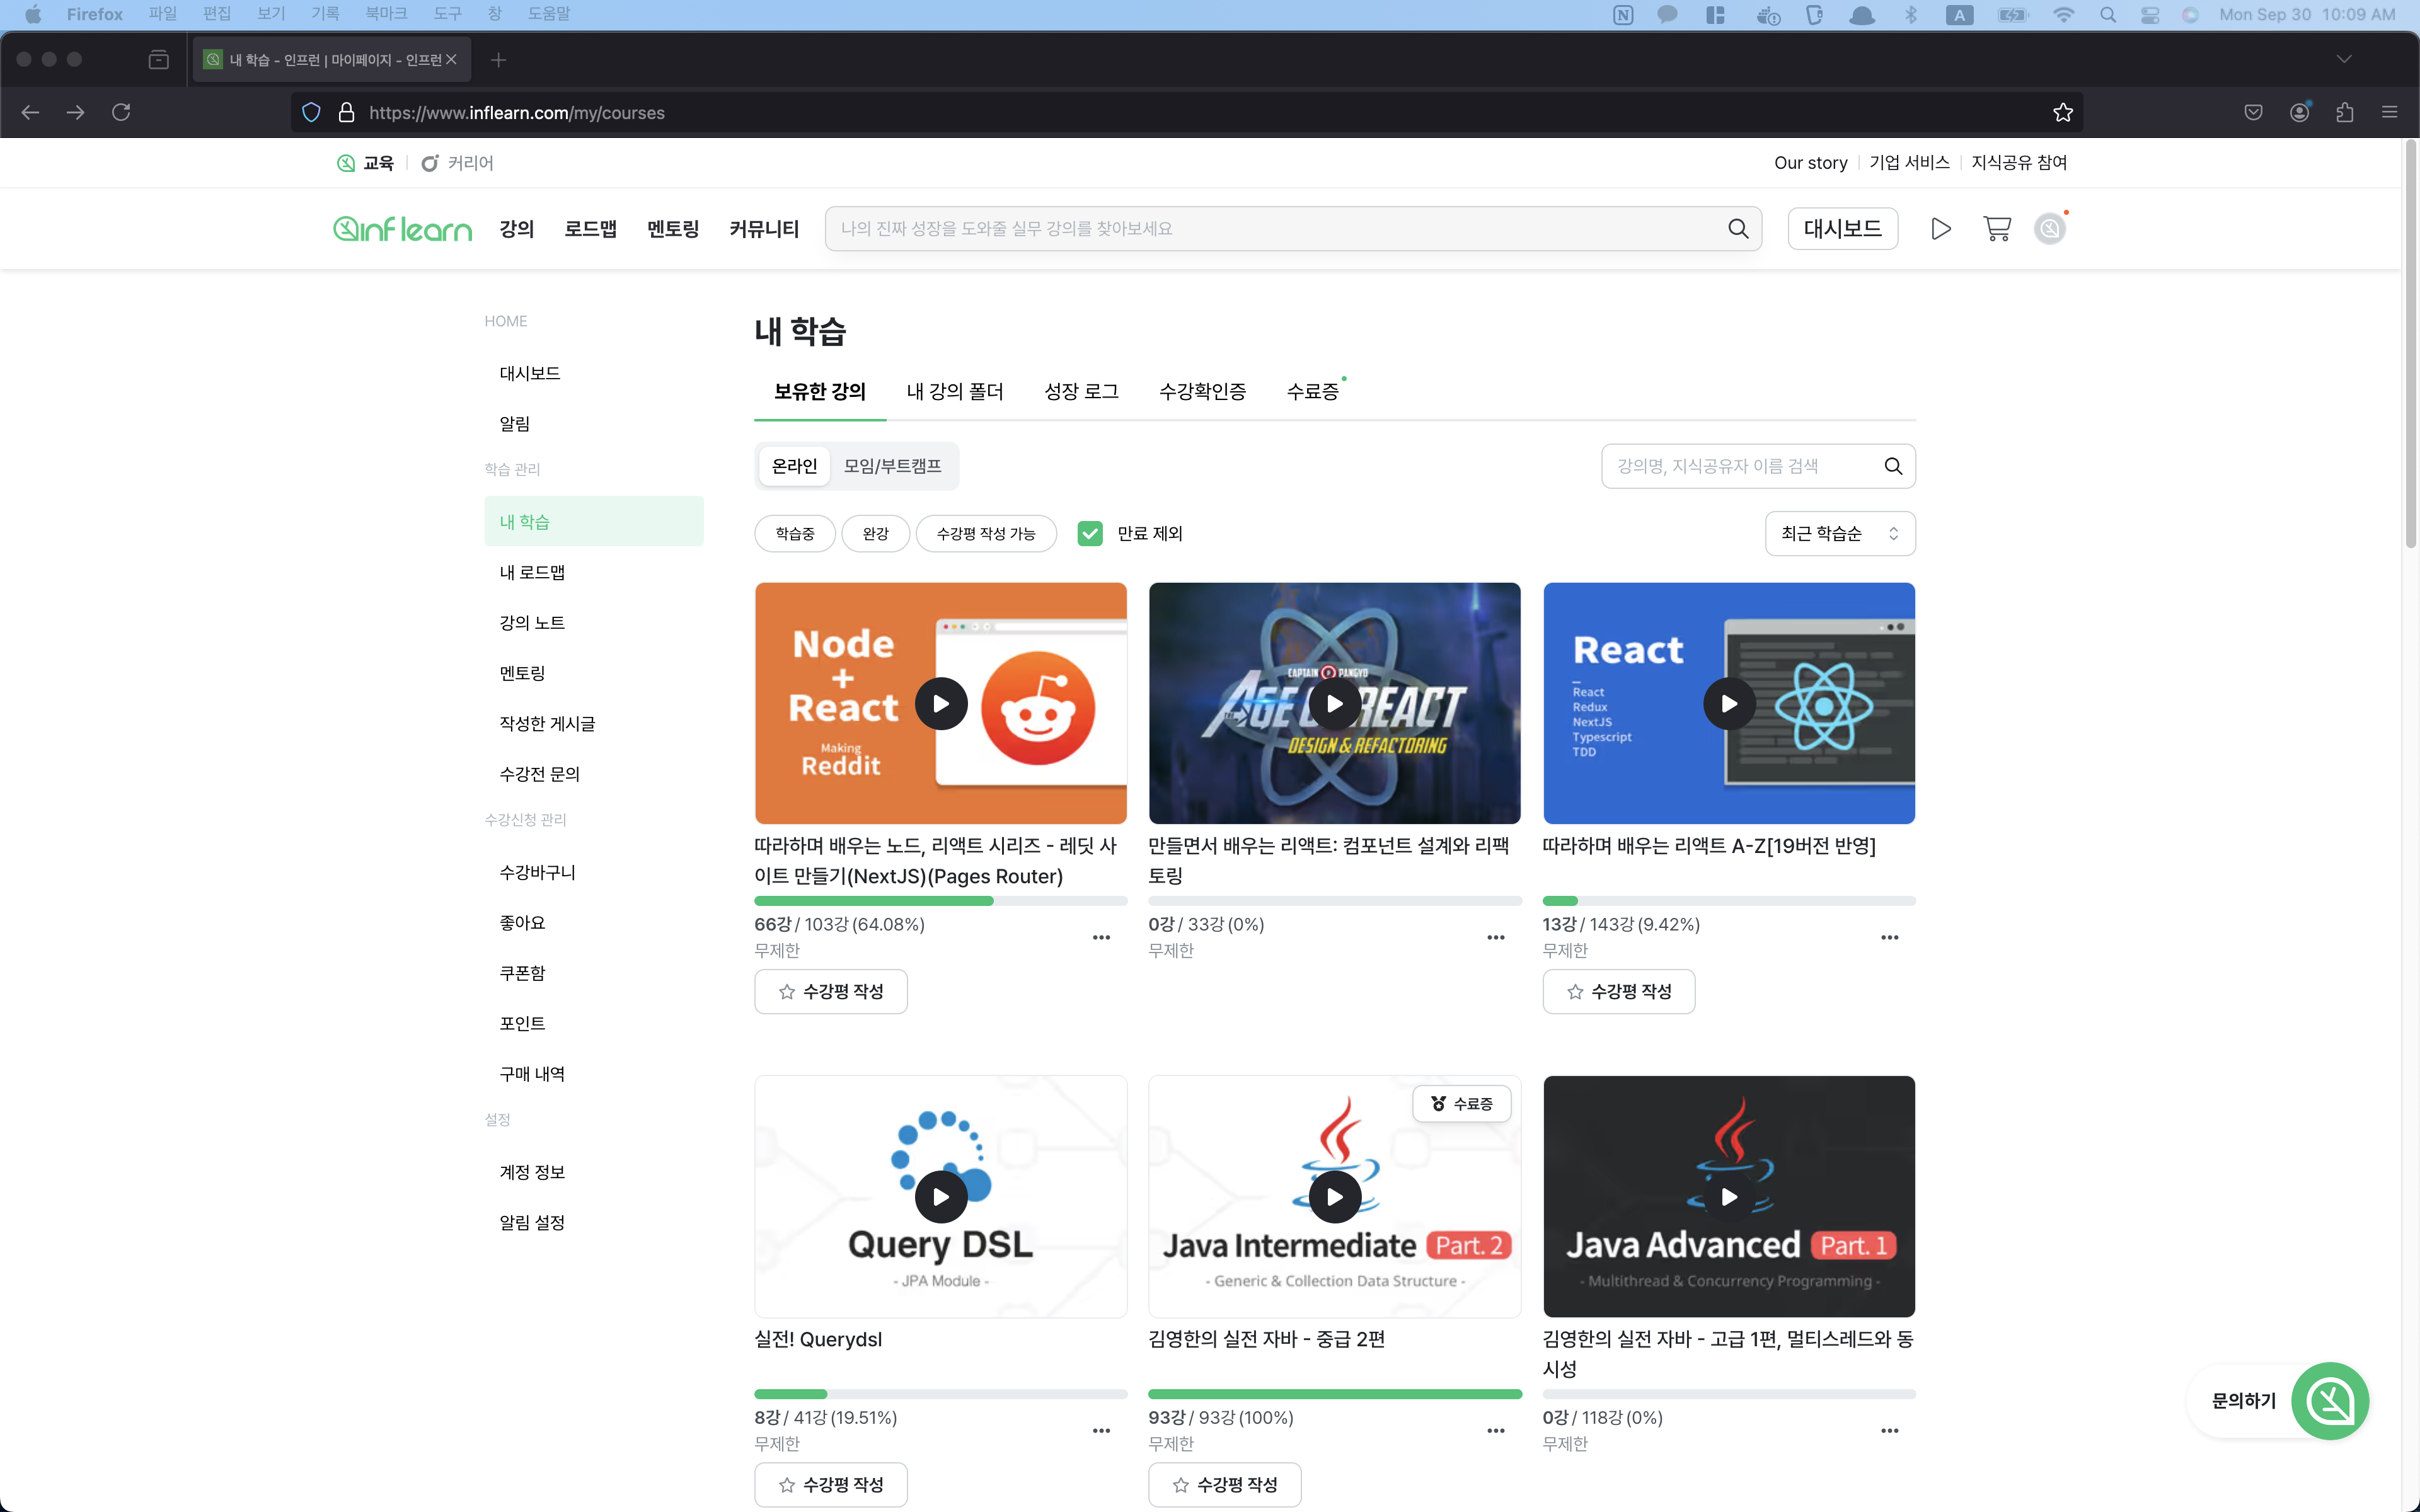 Firefox 파일 편집 보기 기록 북마크 도구 창 도움말
A
Mon Sep 30 10:09 AM
내 학습 - 인프런 | 마이페이지 - 인프런
https://www.inflearn.com/my/courses
교육 커리어
Our story 기업 서비스 지식공유 참여
inflearn 강의 로드맵 멘토링 커뮤니티
나의 진짜 성장을 도와줄 실무 강의를 찾아보세요
대시보드
HOME
대시보드
알림
학습 관리
내 학습
내 로드맵
강의 노트
멘토링
작성한 게시글
수강전 문의
수강신청 관리
수강바구니
좋아요
쿠폰함
포인트
구매 내역
설정
계정 정보
알림 설정
내 학습
보유한 강의 내 강의 폴더 성장 로그 수강확인증 수료증
온라인 모임/부트캠프
강의명, 지식공유자 이름 검색
학습중 완강 수강평 작성 가능 만료 제외
최근 학습순
Node
+
React
Making
Reddit
따라하며 배우는 노드, 리액트 시리즈 - 레딧 사
이트 만들기(NextJS)(Pages Router)
66강 / 103강 (64.08%)
무제한
수강평 작성
CAPTAIN PANGYO
AGE REACT
DESIGN & REFACTORING
만들면서 배우는 리액트: 컴포넌트 설계와 리팩
토링
0강 / 33강 (0%)
무제한
React
React
Redux
NextJS
Typescript
TDD
따라하며 배우는 리액트 A-Z[19버전 반영]
13강 / 143강 (9.42%)
무제한
수강평 작성
Query DSL
- JPA Module -
실전! Querydsl
8강 / 41강 (19.51%)
무제한
수강평 작성
수료증
Java Intermediate Part. 2
- Generic & Collection Data Structure -
김영한의 실전 자바 - 중급 2편
93강 / 93강 (100%)
무제한
수강평 작성
Java Advanced Part. 1
- Multithread & Concurrency Programming -
김영한의 실전 자바 - 고급 1편, 멀티스레드와 동
시성
0강 / 118강 (0%)
무제한
문의하기